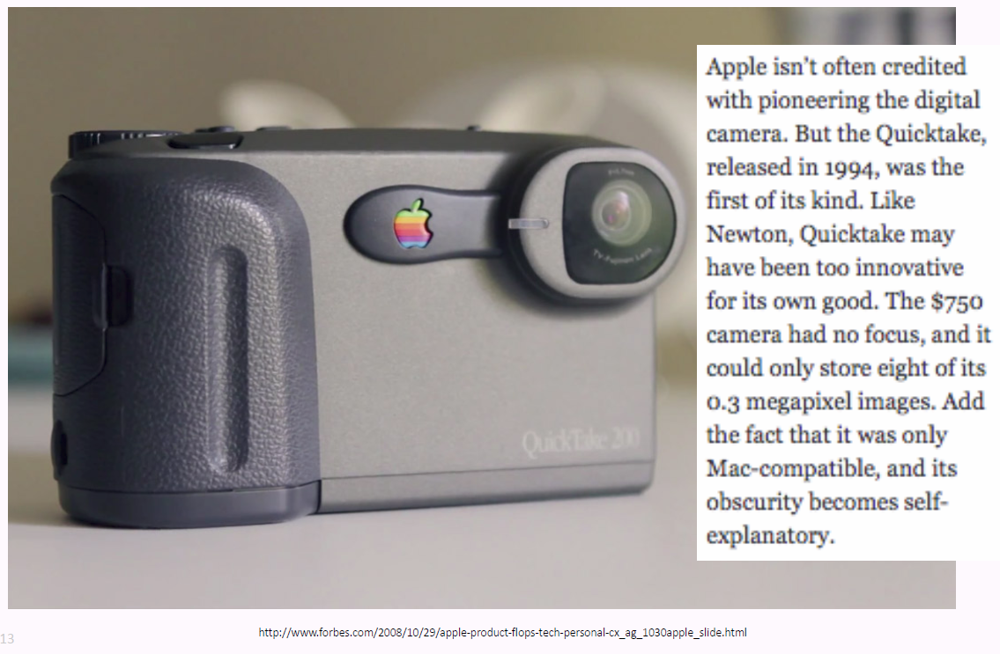 Apple isn’t often credited
with pioneering the digital
camera. But the Quicktake,
released in 1994, was the
first of its kind. Like
Newton, Quicktake may
have been too innovative
for its own good. The $750
camera had no focus, and it
could only store eight of its
0.3 megapixel images. Add
the fact that it was only
Mac-compatible, and its
obscurity becomes self-
explanatory.
TV-Fujinon Lens
QuickTake 200
http://www.forbes.com/2008/10/29/apple-product-flops-tech-personal-cx_ag_1030apple_slide.html
13